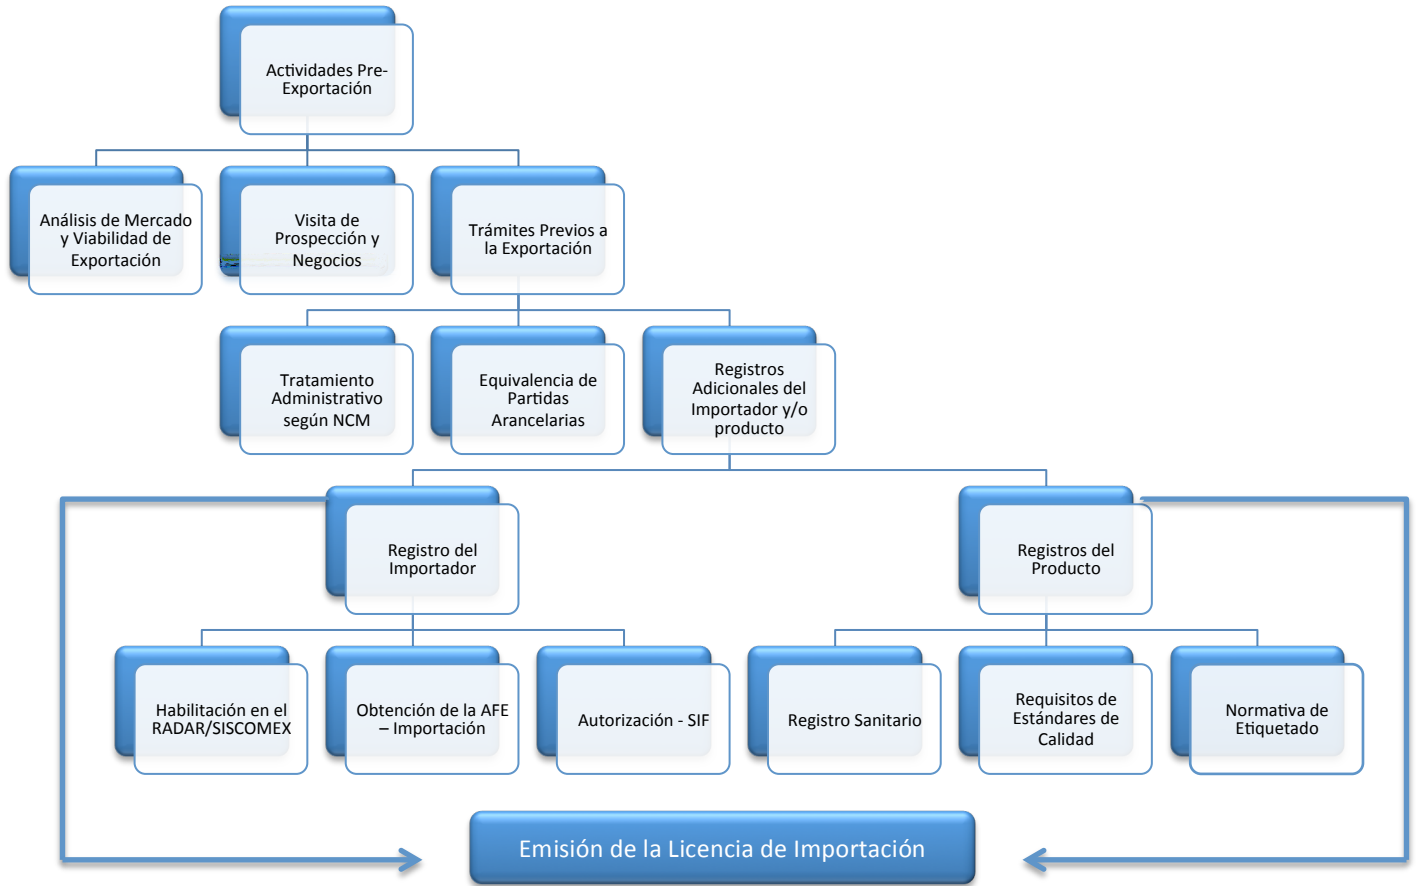 Actividades Pre-
Exportación
Análisis de Mercado
y Viabilidad de
Exportación
Visita de
Prospección y
Negocios
Trámites Previos a
la Exportación
Tratamiento
Administrativo
según NCM
Equivalencia de
Partidas
Arancelarias
Registros
Adicionales del
Importador y/o
producto
Registro del
Importador
Registros del
Producto
Habilitación en el
RADAR/SISCOMEX
Obtención de la AFE
– Importación
Autorización - SIF
Registro Sanitario
Requisitos de
Estándares de
Calidad
Normativa de
Etiquetado
Emisión de la Licencia de Importación